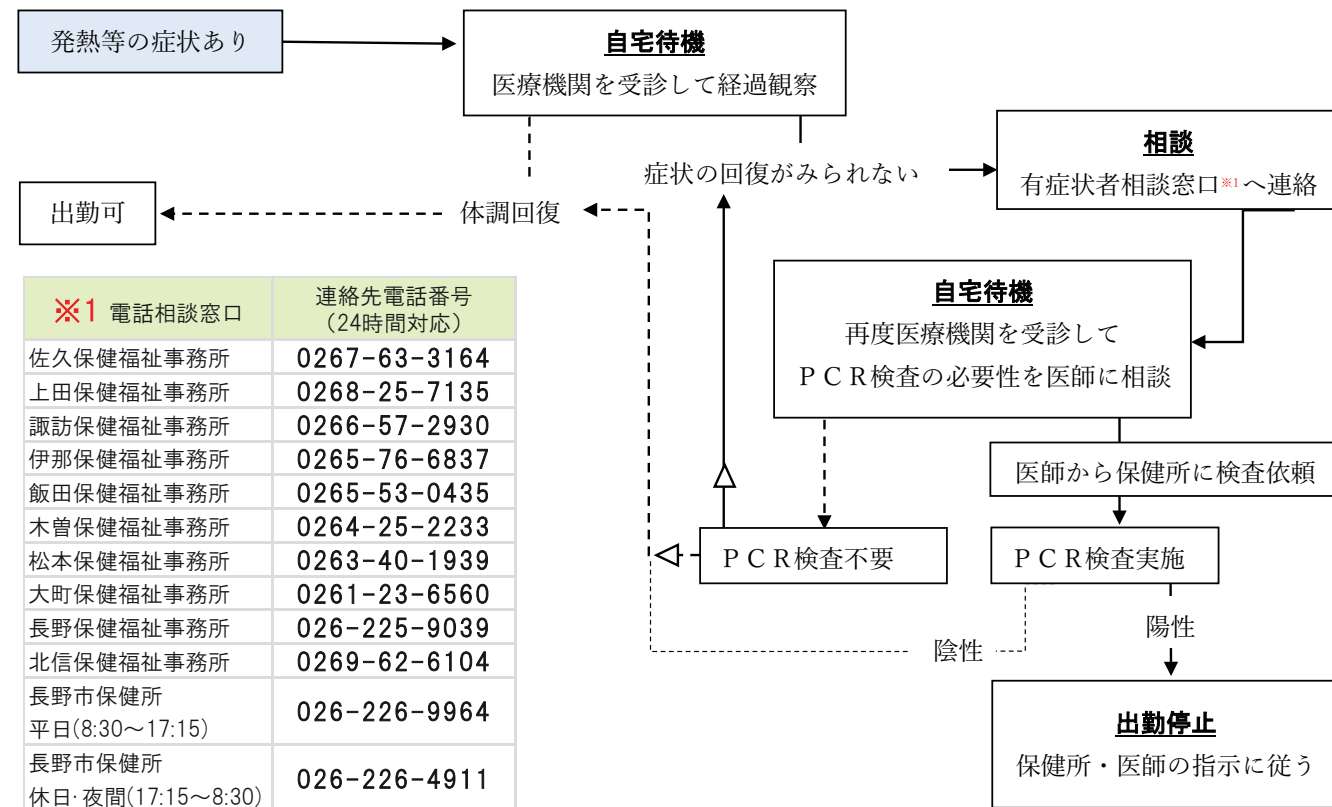 発熱等の症状あり
自宅待機
医療機関を受診して経過観察
相談
有症状者相談窓口※1へ連絡
症状の回復がみられない
出勤可
体調回復
自宅待機
再度医療機関を受診して
ＰＣＲ検査の必要性を医師に相談
医師から保健所に検査依頼
ＰＣＲ検査不要
ＰＣＲ検査実施
陰性
陽性
出勤停止
保健所・医師の指示に従う
※1 電話相談窓口
連絡先電話番号
（24時間対応）
佐久保健福祉事務所 0267-63-3164
上田保健福祉事務所 0268-25-7135
諏訪保健福祉事務所 0266-57-2930
伊那保健福祉事務所 0265-76-6837
飯田保健福祉事務所 0265-53-0435
木曽保健福祉事務所 0264-25-2233
松本保健福祉事務所 0263-40-1939
大町保健福祉事務所 0261-23-6560
長野保健福祉事務所 026-225-9039
北信保健福祉事務所 0269-62-6104
長野市保健所
平日(8:30～17:15)
026-226-9964
長野市保健所
休日･夜間(17:15～8:30)
026-226-4911